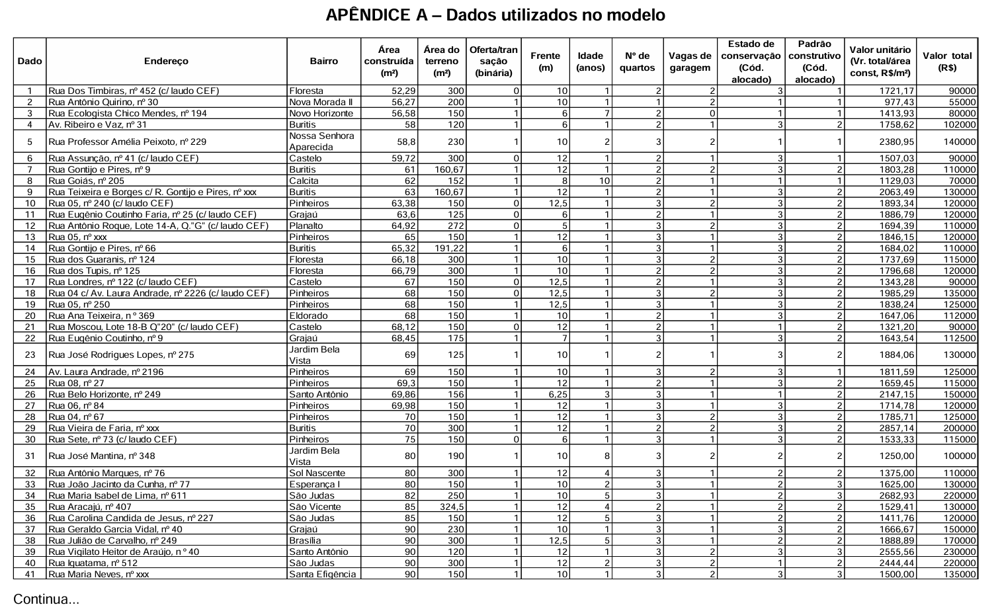 APÊNDICE A – Dados utilizados no modelo
Dado Endereço Bairro Área construída (m²) Área do terreno (m²) Oferta/tran sação (binária) Frente (m) Idade (anos) Nº de quartos Vagas de garagem Estado de conservação (Cód. alocado) Padrão construtivo (Cód. alocado) Valor unitário (Vr. total/área const, R$/m²) Valor total (R$)
1 Rua Dos Timbiras, nº 452 (c/ laudo CEF) Floresta 52,29 300 0 10 1 2 2 3 1 1721,17 90000
2 Rua Antônio Quirino, nº 30 Nova Morada II 56,27 200 1 10 1 1 2 1 1 977,43 55000
3 Rua Ecologista Chico Mendes, nº 194 Novo Horizonte 56,58 150 1 6 7 2 0 1 1 1413,93 80000
4 Av. Ribeiro e Vaz, nº 31 Buritis 58 120 1 6 1 2 1 3 2 1758,62 102000
5 Rua Professor Amélia Peixoto, nº 229 Nossa Senhora Aparecida 58,8 230 1 10 2 3 2 1 1 2380,95 140000
6 Rua Assunção, nº 41 (c/ laudo CEF) Castelo 59,72 300 0 12 1 2 1 3 1 1507,03 90000
7 Rua Gontijo e Pires, nº 9 Buritis 61 160,67 1 12 1 2 2 3 2 1803,28 110000
8 Rua Goiás, nº 205 Calcita 62 152 1 8 10 2 1 1 1 1129,03 70000
9 Rua Teixeira e Borges c/ R. Gontijo e Pires, nº xxx Buritis 63 160,67 1 12 1 2 1 3 2 2063,49 130000
10 Rua 05, nº 240 (c/ laudo CEF) Pinheiros 63,38 150 0 12,5 1 3 2 3 2 1893,34 120000
11 Rua Eugênio Coutinho Faria, nº 25 (c/ laudo CEF) Grajaú 63,6 125 0 6 1 2 1 3 2 1886,79 120000
12 Rua Antônio Roque, Lote 14-A, Q."G" (c/ laudo CEF) Planalto 64,92 272 0 5 1 3 2 3 2 1694,39 110000
13 Rua 05, nº xxx Pinheiros 65 150 1 12 1 3 1 3 2 1846,15 120000
14 Rua Gontijo e Pires, nº 66 Buritis 65,32 191,22 1 6 1 3 1 3 2 1684,02 110000
15 Rua dos Guaranis, nº 124 Floresta 66,18 300 1 10 1 3 2 3 2 1737,69 115000
16 Rua dos Tupis, nº 125 Floresta 66,79 300 1 10 1 2 2 3 2 1796,68 120000
17 Rua Londres, nº 122 (c/ laudo CEF) Castelo 67 150 0 12,5 1 2 1 3 2 1343,28 90000
18 Rua 04 c/ Av. Laura Andrade, nº 2226 (c/ laudo CEF) Pinheiros 68 150 0 12,5 1 3 2 3 2 1985,29 135000
19 Rua 05, nº 250 Pinheiros 68 150 1 12,5 1 3 1 3 2 1838,24 125000
20 Rua Ana Teixeira, n º 369 Eldorado 68 150 1 10 1 2 1 3 2 1647,06 112000
21 Rua Moscou, Lote 18-B Q"20" (c/ laudo CEF) Castelo 68,12 150 0 12 1 2 1 1 2 1321,20 90000
22 Rua Eugênio Coutinho, nº 9 Grajaú 68,45 175 1 7 1 3 1 3 2 1643,54 112500
23 Rua José Rodrigues Lopes, nº 275 Jardim Bela Vista 69 125 1 10 1 2 1 3 2 1884,06 130000
24 Av. Laura Andrade, nº 2196 Pinheiros 69 150 1 10 1 3 2 3 1 1811,59 125000
25 Rua 08, nº 27 Pinheiros 69,3 150 1 12 1 2 1 3 2 1659,45 115000
26 Rua Belo Horizonte, nº 249 Santo Antônio 69,86 156 1 6,25 3 3 1 1 2 2147,15 150000
27 Rua 06, nº 84 Pinheiros 69,98 150 1 12 1 3 1 3 2 1714,78 120000
28 Rua 04, nº 67 Pinheiros 70 150 1 12 1 3 2 3 2 1785,71 125000
29 Rua Vieira de Faria, nº xxx Buritis 70 300 1 12 1 2 2 3 2 2857,14 200000
30 Rua Sete, nº 73 (c/ laudo CEF) Pinheiros 75 150 0 6 1 3 1 3 2 1533,33 115000
31 Rua José Mantina, nº 348 Jardim Bela Vista 80 190 1 10 8 3 2 2 2 1250,00 100000
32 Rua Antônio Marques, nº 76 Sol Nascente 80 300 1 12 4 3 1 2 2 1375,00 110000
33 Rua João Jacinto da Cunha, nº 77 Esperança I 80 150 1 10 2 3 1 2 3 1625,00 130000
34 Rua Maria Isabel de Lima, nº 611 São Judas 82 250 1 10 5 3 1 2 3 2682,93 220000
35 Rua Aracajú, nº 407 São Vicente 85 324,5 1 12 4 2 1 2 2 1529,41 130000
36 Rua Carolina Candida de Jesus, nº 227 São Judas 85 150 1 12 5 3 1 2 2 1411,76 120000
37 Rua Geraldo Garcia Vidal, nº 40 Grajaú 90 230 1 10 1 3 1 3 2 1666,67 150000
38 Rua Julião de Carvalho, nº 249 Brasília 90 300 1 12,5 5 3 1 2 2 1888,89 170000
39 Rua Vigilato Heitor de Araújo, n º 40 Santo Antônio 90 120 1 12 1 3 2 3 3 2555,56 230000
40 Rua Iguatama, nº 512 São Judas 90 300 1 12 2 3 2 1 2 2444,44 220000
41 Rua Maria Neves, nº xxx Santa Efigência 90 150 1 10 1 3 2 3 3 1500,00 135000
Continua...